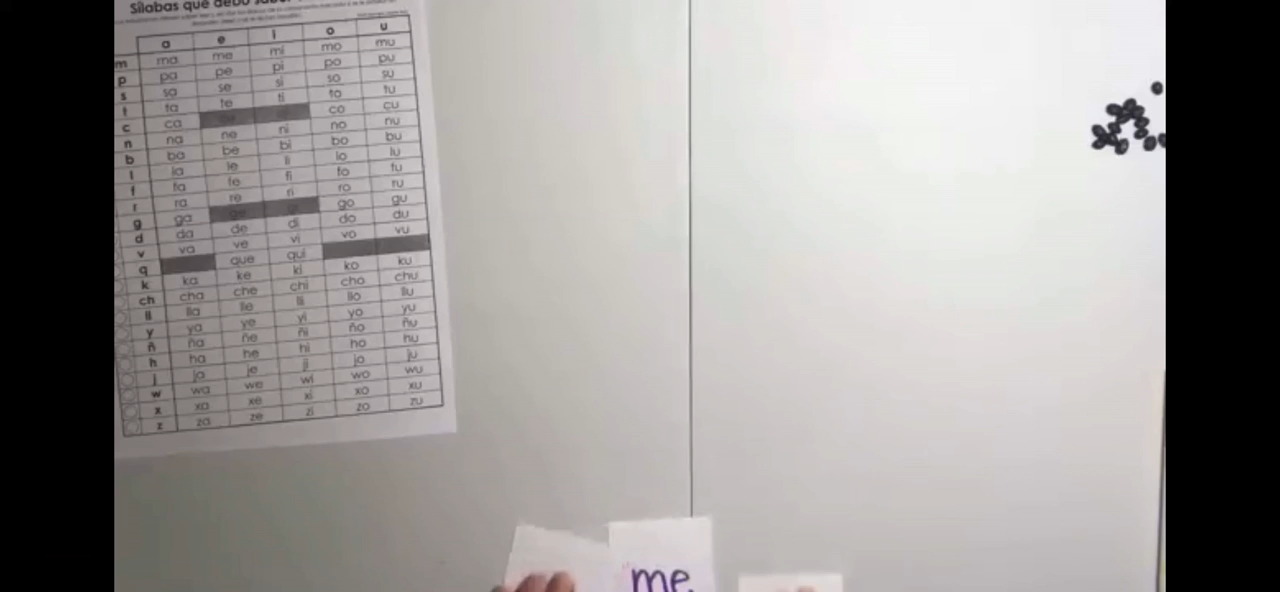 Sílabas que debo
a e i o u
m ma me mi mo mu
p pa pe pi po pu
s sa se si so su
t ta te ti to tu
c ca co cu
n na ne ni no nu
b ba be bi bo bu
l la le li lo lu
f fa fe fi fo fu
r ra re ri ro ru
g ga go gu
d da de di do du
v va ve vi vo vu
q que qui
k ka ke ki ko ku
ch cha che chi cho chu
ll lla lle lli llo llu
y ya ye yi yo yu
ñ ña ñe ñi ño ñu
h ha he hi ho hu
j ja je ji jo ju
w wa we wi wo wu
x xa xe xi xo xu
z za ze zi zo zu
me